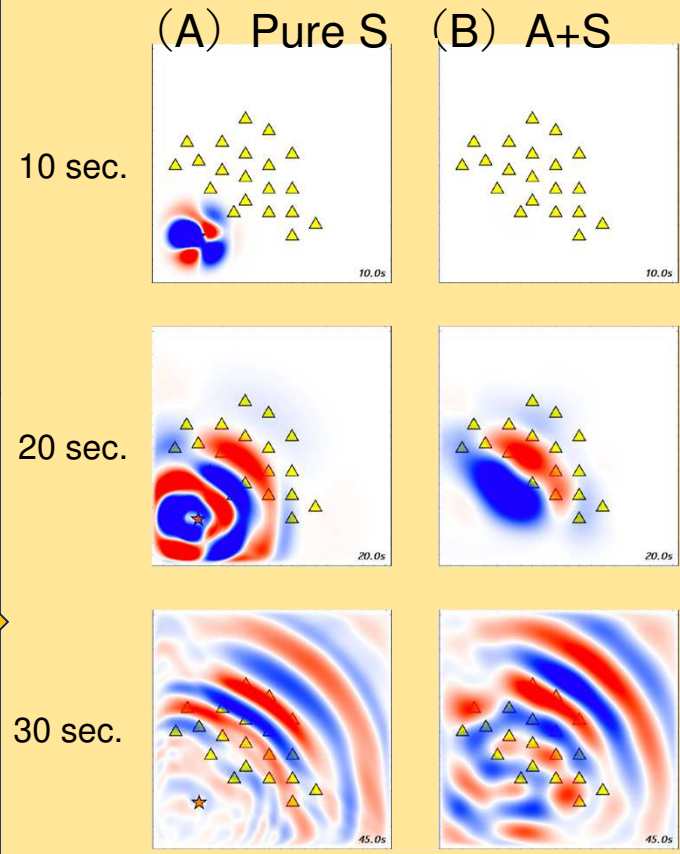 （A）Pure S （B）A+S
10 sec.
10.0s 10.0s
20 sec.
20.0s 20.0s
30 sec.
45.0s 45.0s